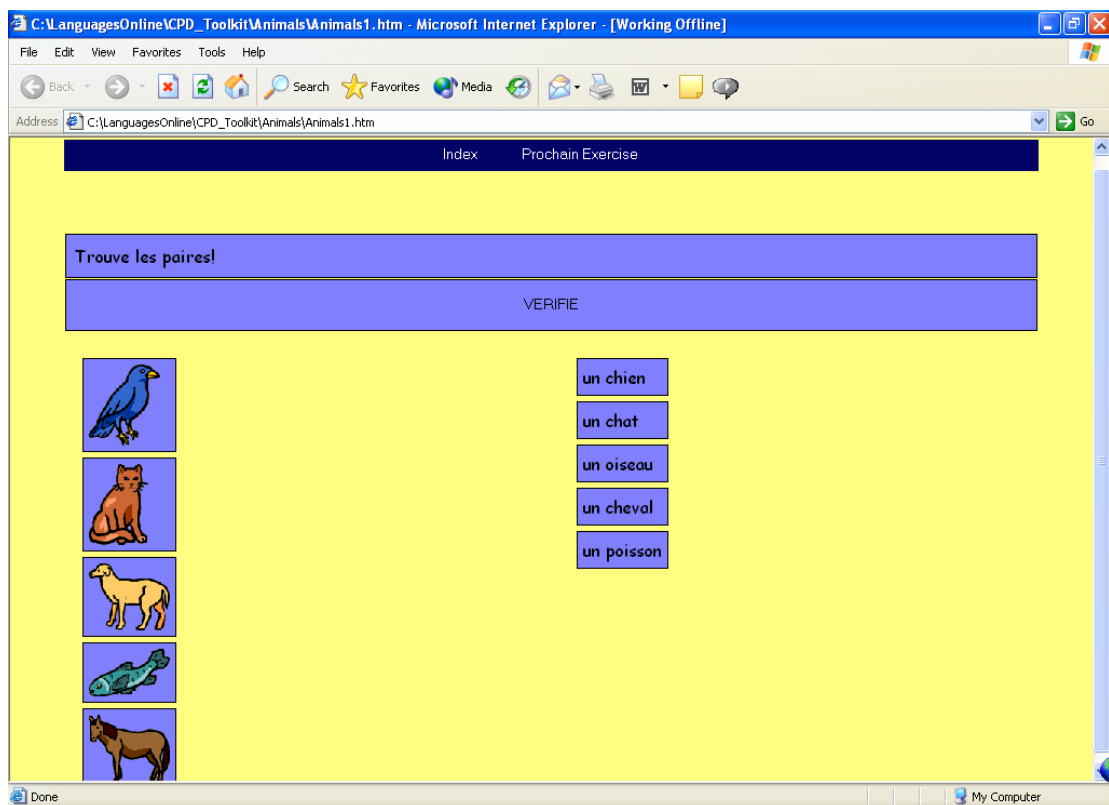 C:\LanguagesOnline\CPD_Toolkit\Animals\Animals1.htm - Microsoft Internet Explorer - [Working Offline]
File Edit View Favorites Tools Help
Back Search Favorites Media
Address C:\LanguagesOnline\CPD_Toolkit\Animals\Animals1.htm Go
Index Prochain Exercise
Trouve les paires!
VERIFIE
un chien
un chat
un oiseau
un cheval
un poisson
Done My Computer